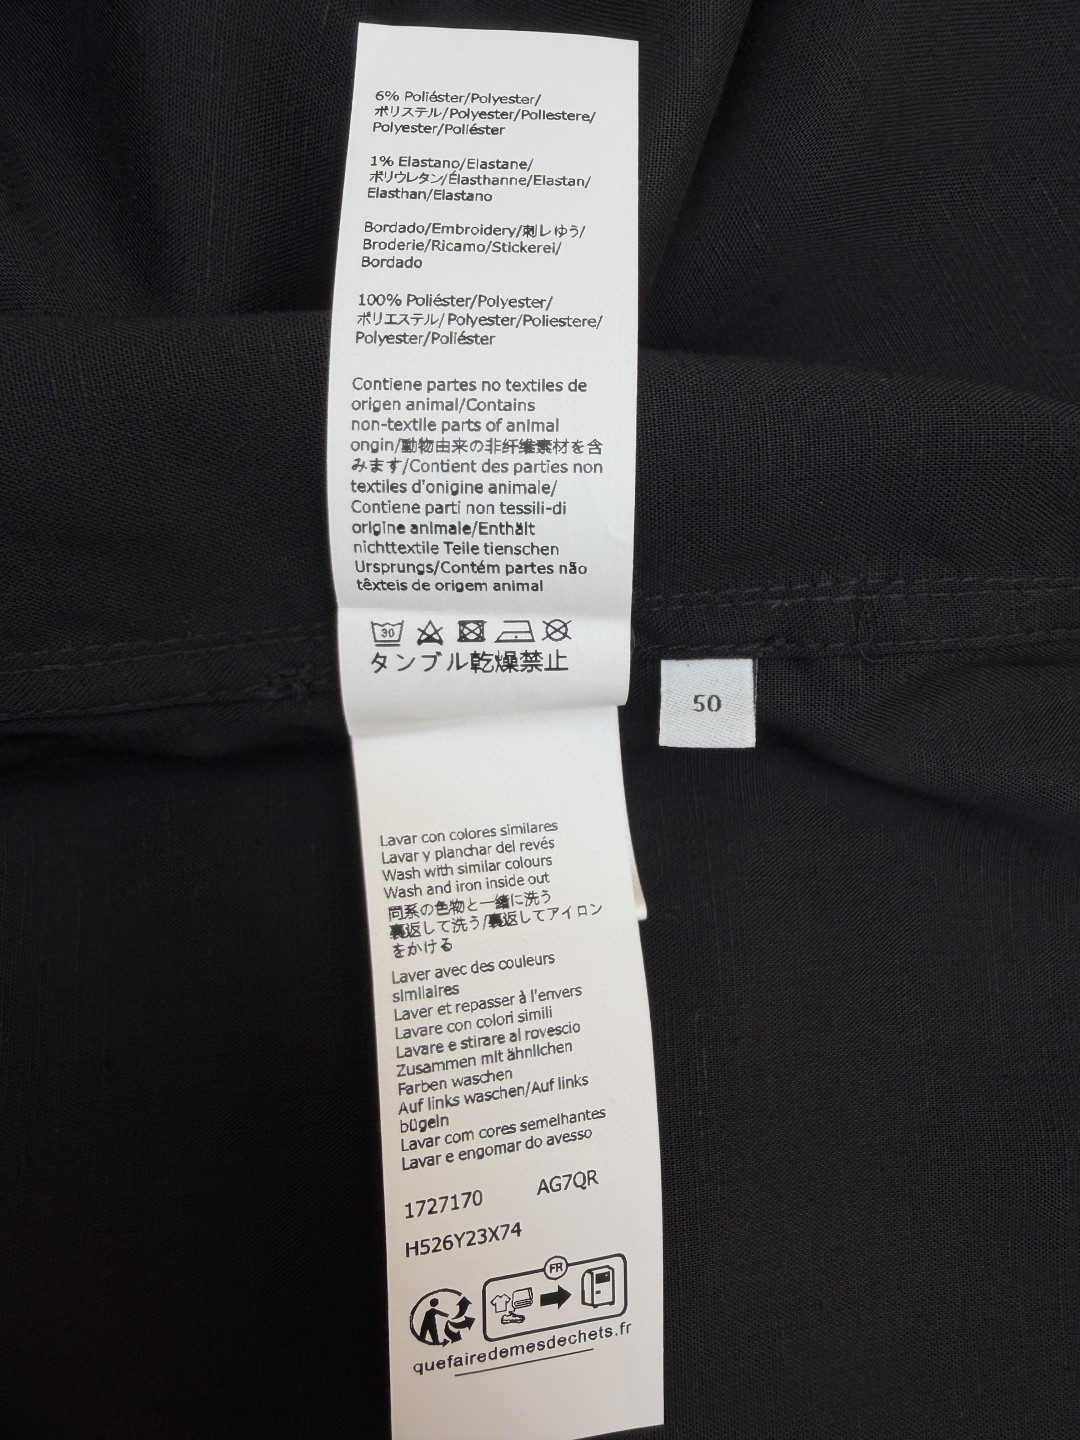 6% Poliéster/Polyester/
ポリステル/Polyester/Poliestere/
Polyester/Poliéster
1% Elastano/Elastane/
ポリウレタン/Élasthanne/Elastan/
Elasthan/Elastano
Bordado/Embroidery/刺しゆう/
Broderie/Ricamo/Stickerei/
Bordado
100% Poliéster/Polyester/
ポリエステル/Polyester/Poliestere/
Polyester/Poliéster
Contiene partes no textiles de
origen animal/Contains
non-textile parts of animal
ongin/動物由来の非纤维素材を含
みます/Contient des parties non
textiles d'origine animale/
Contiene parti non tessili-di
origine animale/Enthält
nichttextile Teile tienschen
Ursprungs/Contém partes não
têxteis de origem animal
30
タンブル乾燥禁止
50
Lavar con colores similares
Lavar y planchar del revés
Wash with similar colours
Wash and iron inside out
同系の色物と一緒に洗う
裏返して洗う/裏返してアイロン
をかける
Laver avec des couleurs
similaires
Laver et repasser à l'envers
Lavare con colori simili
Lavare e stirare al rovescio
Zusammen mit ähnlichen
Farben waschen
Auf links waschen/Auf links
bügeln
Lavar com cores semelhantes
Lavar e engomar do avesso
1727170 AG7QR
H526Y23X74
FR
quefairedemesdechets.fr